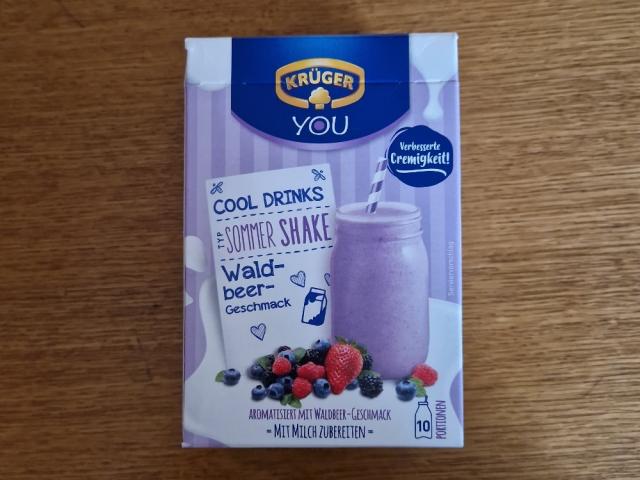 KRÜGER
YOU
Verbesserte
Cremigkeit!
COOL DRINKS
TYP SOMMER SHAKE
Wald-
beer-
Geschmack
Serviervorschlag
AROMATISIERT MIT WALDBEER-GESCHMACK
= MIT MILCH ZUBEREITEN =
10
PORTIONEN